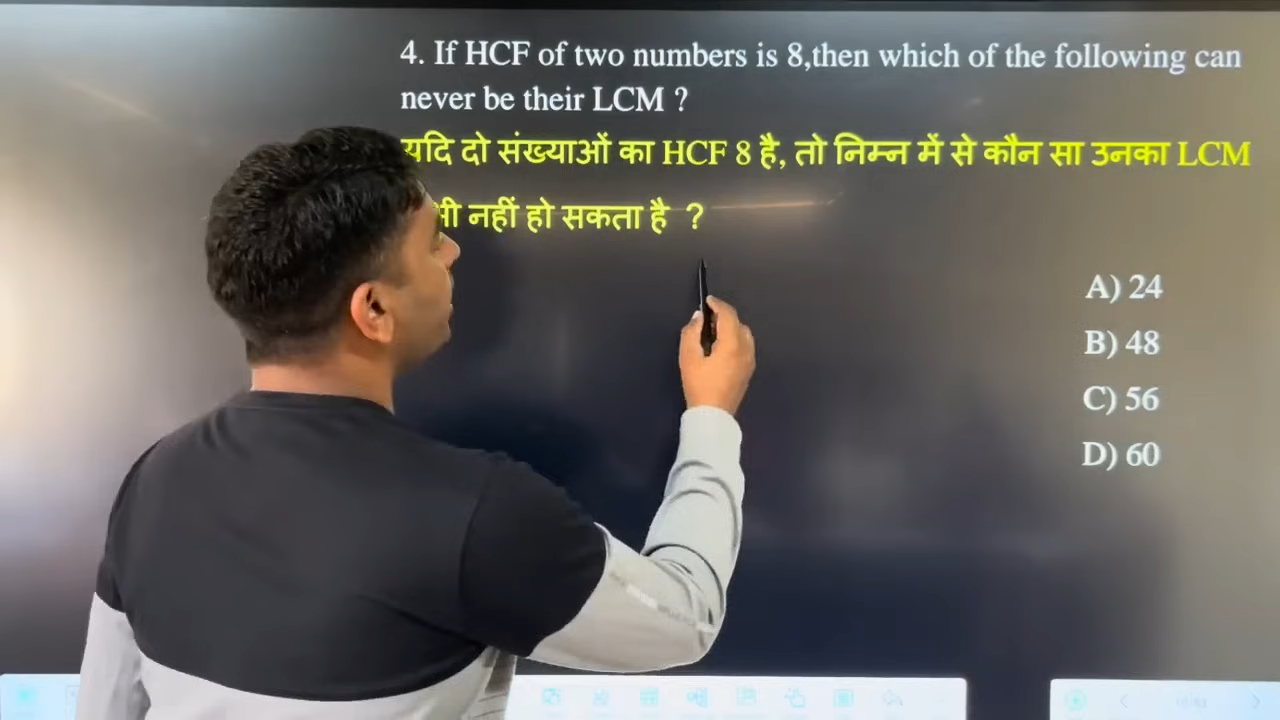 4. If HCF of two numbers is 8,then which of the following can
never be their LCM ?
यदि दो संख्याओं का HCF 8 है, तो निम्न में से कौन सा उनका LCM
नहीं हो सकता है ?
A) 24
B) 48
C) 56
D) 60